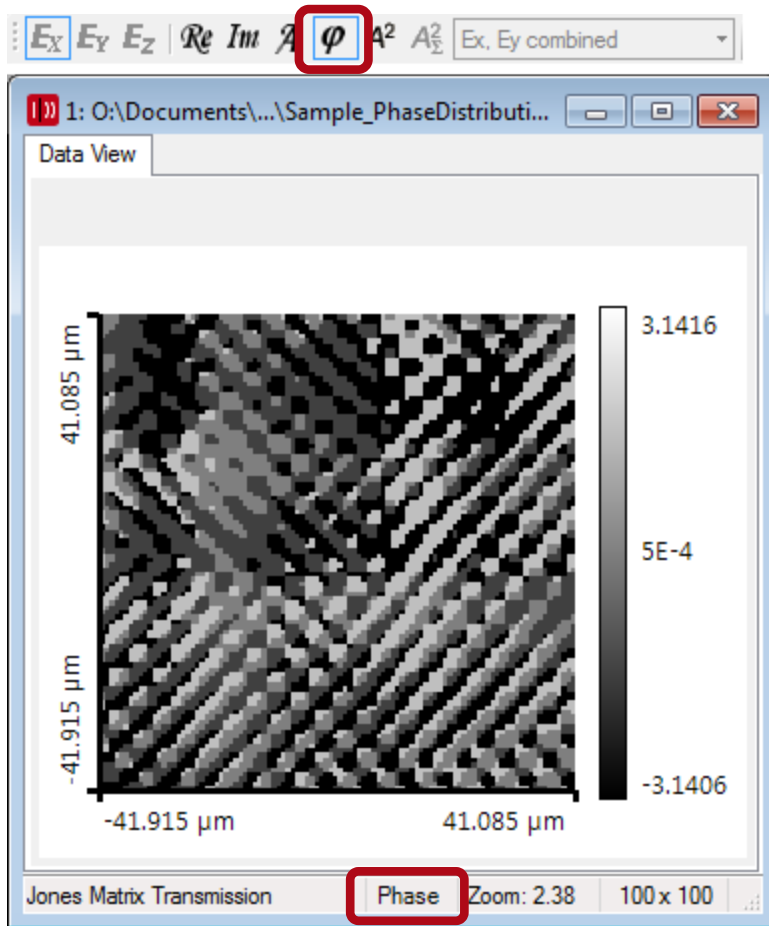 Ex Ey Ez Re Im A φ A² A²Σ Ex, Ey combined
1: O:\Documents\...\Sample_PhaseDistributi...
Data View
3.1416
41.085 µm
5E-4
-41.915 µm
-3.1406
-41.915 µm 41.085 µm
Jones Matrix Transmission Phase Zoom: 2.38 100 x 100